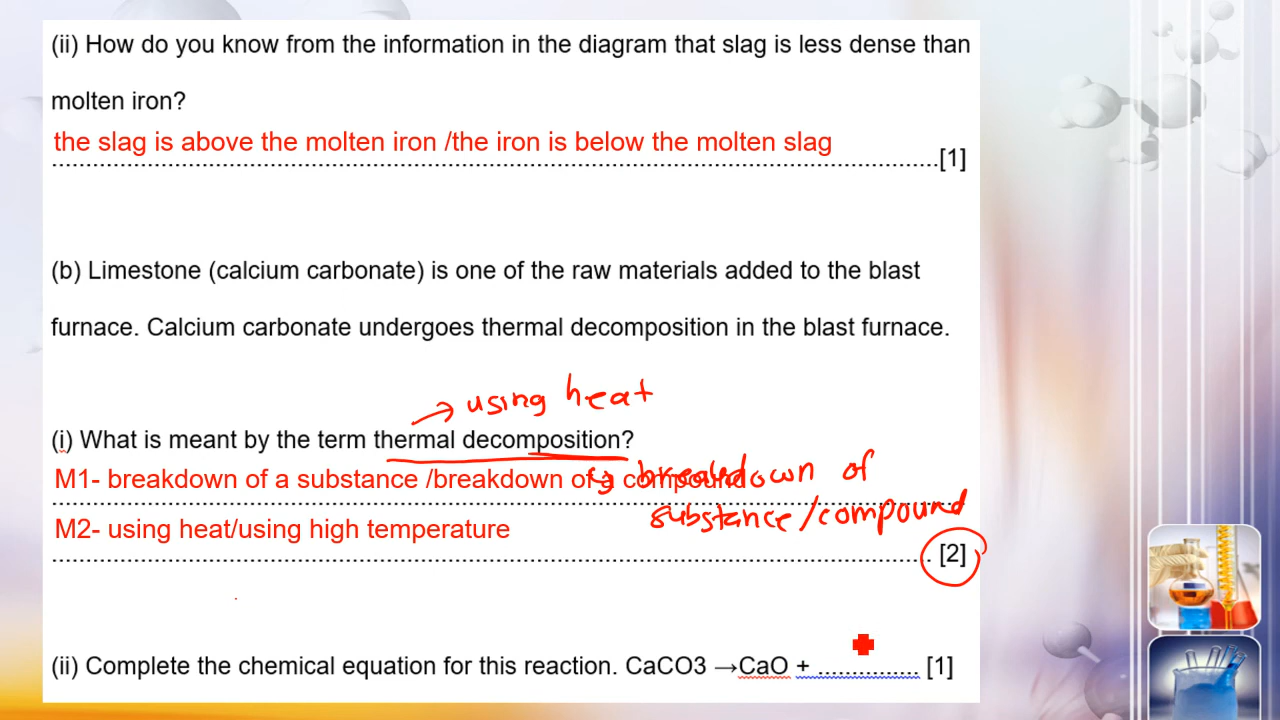 (ii) How do you know from the information in the diagram that slag is less dense than
molten iron?
the slag is above the molten iron /the iron is below the molten slag
........................................[1]
(b) Limestone (calcium carbonate) is one of the raw materials added to the blast
furnace. Calcium carbonate undergoes thermal decomposition in the blast furnace.
→ using heat
(i) What is meant by the term thermal decomposition?
M1- breakdown of a substance /breakdown of a compound
↳ breakdown of
substance/compound
M2- using heat/using high temperature
........................................ [2]
(ii) Complete the chemical equation for this reaction. CaCO3 →CaO + ............... [1]